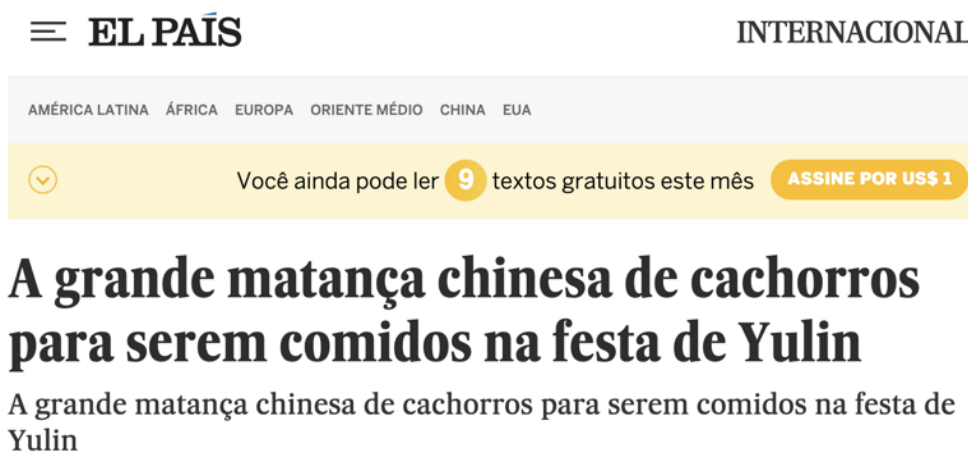 EL PAÍS
INTERNACIONAL
AMÉRICA LATINA ÁFRICA EUROPA ORIENTE MÉDIO CHINA EUA
Você ainda pode ler 9 textos gratuitos este mês ASSINE POR US$ 1
A grande matança chinesa de cachorros
para serem comidos na festa de Yulin
A grande matança chinesa de cachorros para serem comidos na festa de
Yulin